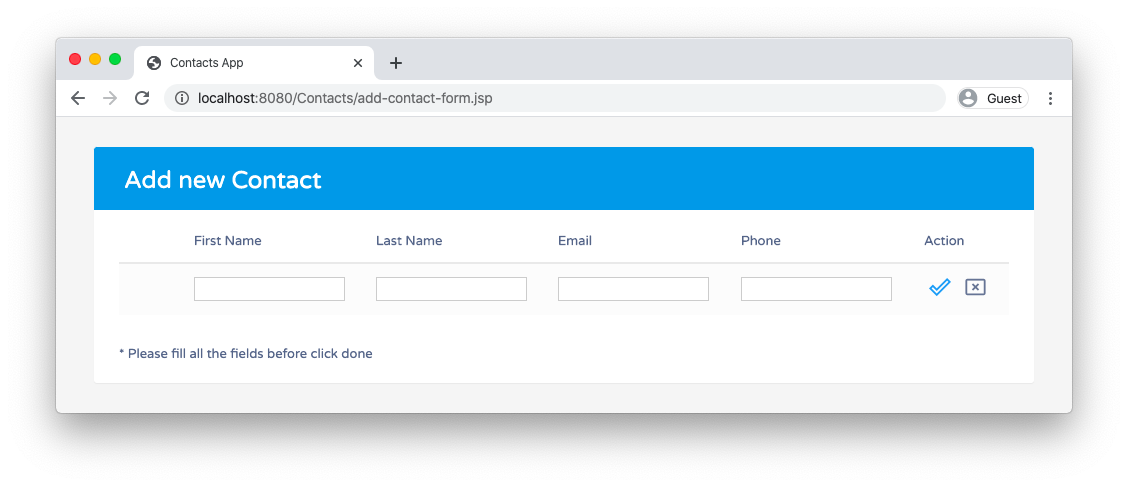 Contacts App
localhost:8080/Contacts/add-contact-form.jsp
Guest
Add new Contact
First Name Last Name Email Phone Action
* Please fill all the fields before click done